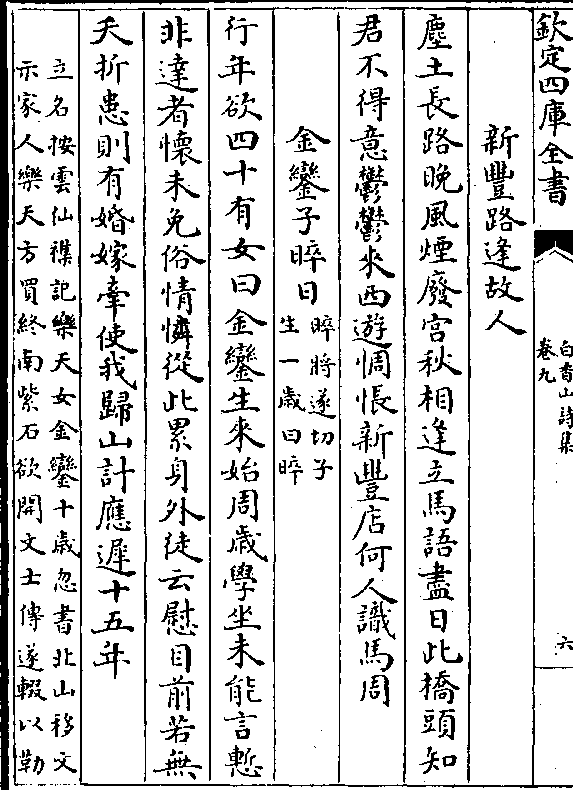 欽定四庫全書
白香山詩集
卷九
六
新豐路逢故人
塵土長路晚風煙廢宮秋相逢立馬語盡日此橋頭知
君不得意鬱鬱來西遊惆悵新豐店何人識馬周
金鑾子晬日
晬將遂切子
生一歲曰晬
行年欲四十有女曰金鑾生來始周歲學坐未能言慙
非達者懷未免俗情憐從此累身外徒云慰目前若無
夭折患則有婚嫁牽使我歸山計應遲十五年
立名按雲仙襍記樂天女金鑾十歲忽書北山移文
示家人樂天方買終南紫石欲開文士傳遂輟以勒